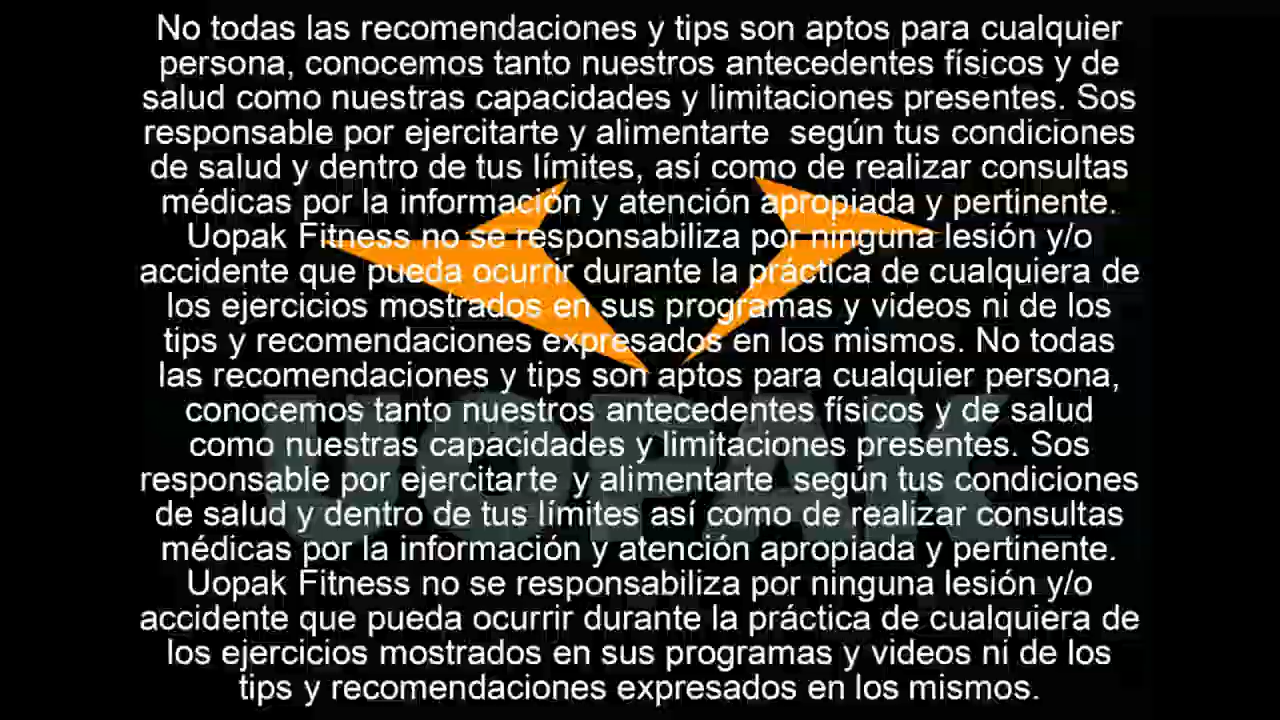 No todas las recomendaciones y tips son aptos para cualquier
persona, conocemos tanto nuestros antecedentes físicos y de
salud como nuestras capacidades y limitaciones presentes. Sos
responsable por ejercitarte y alimentarte  según tus condiciones
de salud y dentro de tus límites, así como de realizar consultas
médicas por la información y atención apropiada y pertinente.
Uopak Fitness no se responsabiliza por ninguna lesión y/o
accidente que pueda ocurrir durante la práctica de cualquiera de
los ejercicios mostrados en sus programas y videos ni de los
tips y recomendaciones expresados en los mismos. No todas
las recomendaciones y tips son aptos para cualquier persona,
conocemos tanto nuestros antecedentes físicos y de salud
como nuestras capacidades y limitaciones presentes. Sos
responsable por ejercitarte y alimentarte  según tus condiciones
de salud y dentro de tus límites así como de realizar consultas
médicas por la información y atención apropiada y pertinente.
Uopak Fitness no se responsabiliza por ninguna lesión y/o
accidente que pueda ocurrir durante la práctica de cualquiera de
los ejercicios mostrados en sus programas y videos ni de los
tips y recomendaciones expresados en los mismos.
UOPAK